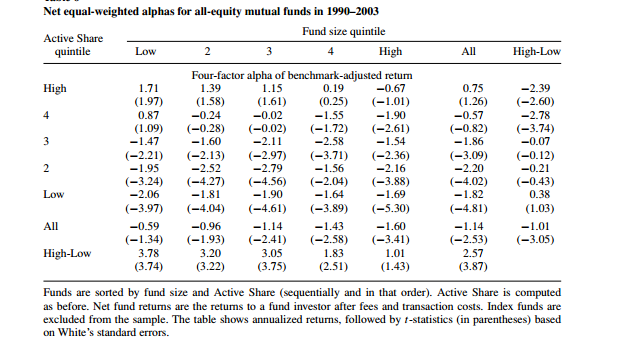 Net equal-weighted alphas for all-equity mutual funds in 1990–2003
Active Share quintile Fund size quintile
Low 2 3 4 High All High-Low
Four-factor alpha of benchmark-adjusted return
High 1.71 1.39 1.15 0.19 −0.67 0.75 −2.39
(1.97) (1.58) (1.61) (0.25) (−1.01) (1.26) (−2.60)
4 0.87 −0.24 −0.02 −1.55 −1.90 −0.57 −2.78
(1.09) (−0.28) (−0.02) (−1.72) (−2.61) (−0.82) (−3.74)
3 −1.47 −1.60 −2.11 −2.58 −1.54 −1.86 −0.07
(−2.21) (−2.13) (−2.97) (−3.71) (−2.36) (−3.09) (−0.12)
2 −1.95 −2.52 −2.79 −1.56 −2.16 −2.20 −0.21
(−3.24) (−4.27) (−4.56) (−2.04) (−3.88) (−4.02) (−0.43)
Low −2.06 −1.81 −1.90 −1.64 −1.69 −1.82 0.38
(−3.97) (−4.04) (−4.61) (−3.89) (−5.30) (−4.81) (1.03)
All −0.59 −0.96 −1.14 −1.43 −1.60 −1.14 −1.01
(−1.34) (−1.93) (−2.41) (−2.58) (−3.41) (−2.53) (−3.05)
High-Low 3.78 3.20 3.05 1.83 1.01 2.57
(3.74) (3.22) (3.75) (2.51) (1.43) (3.87)
Funds are sorted by fund size and Active Share (sequentially and in that order). Active Share is computed
as before. Net fund returns are the returns to a fund investor after fees and transaction costs. Index funds are
excluded from the sample. The table shows annualized returns, followed by t-statistics (in parentheses) based
on White's standard errors.